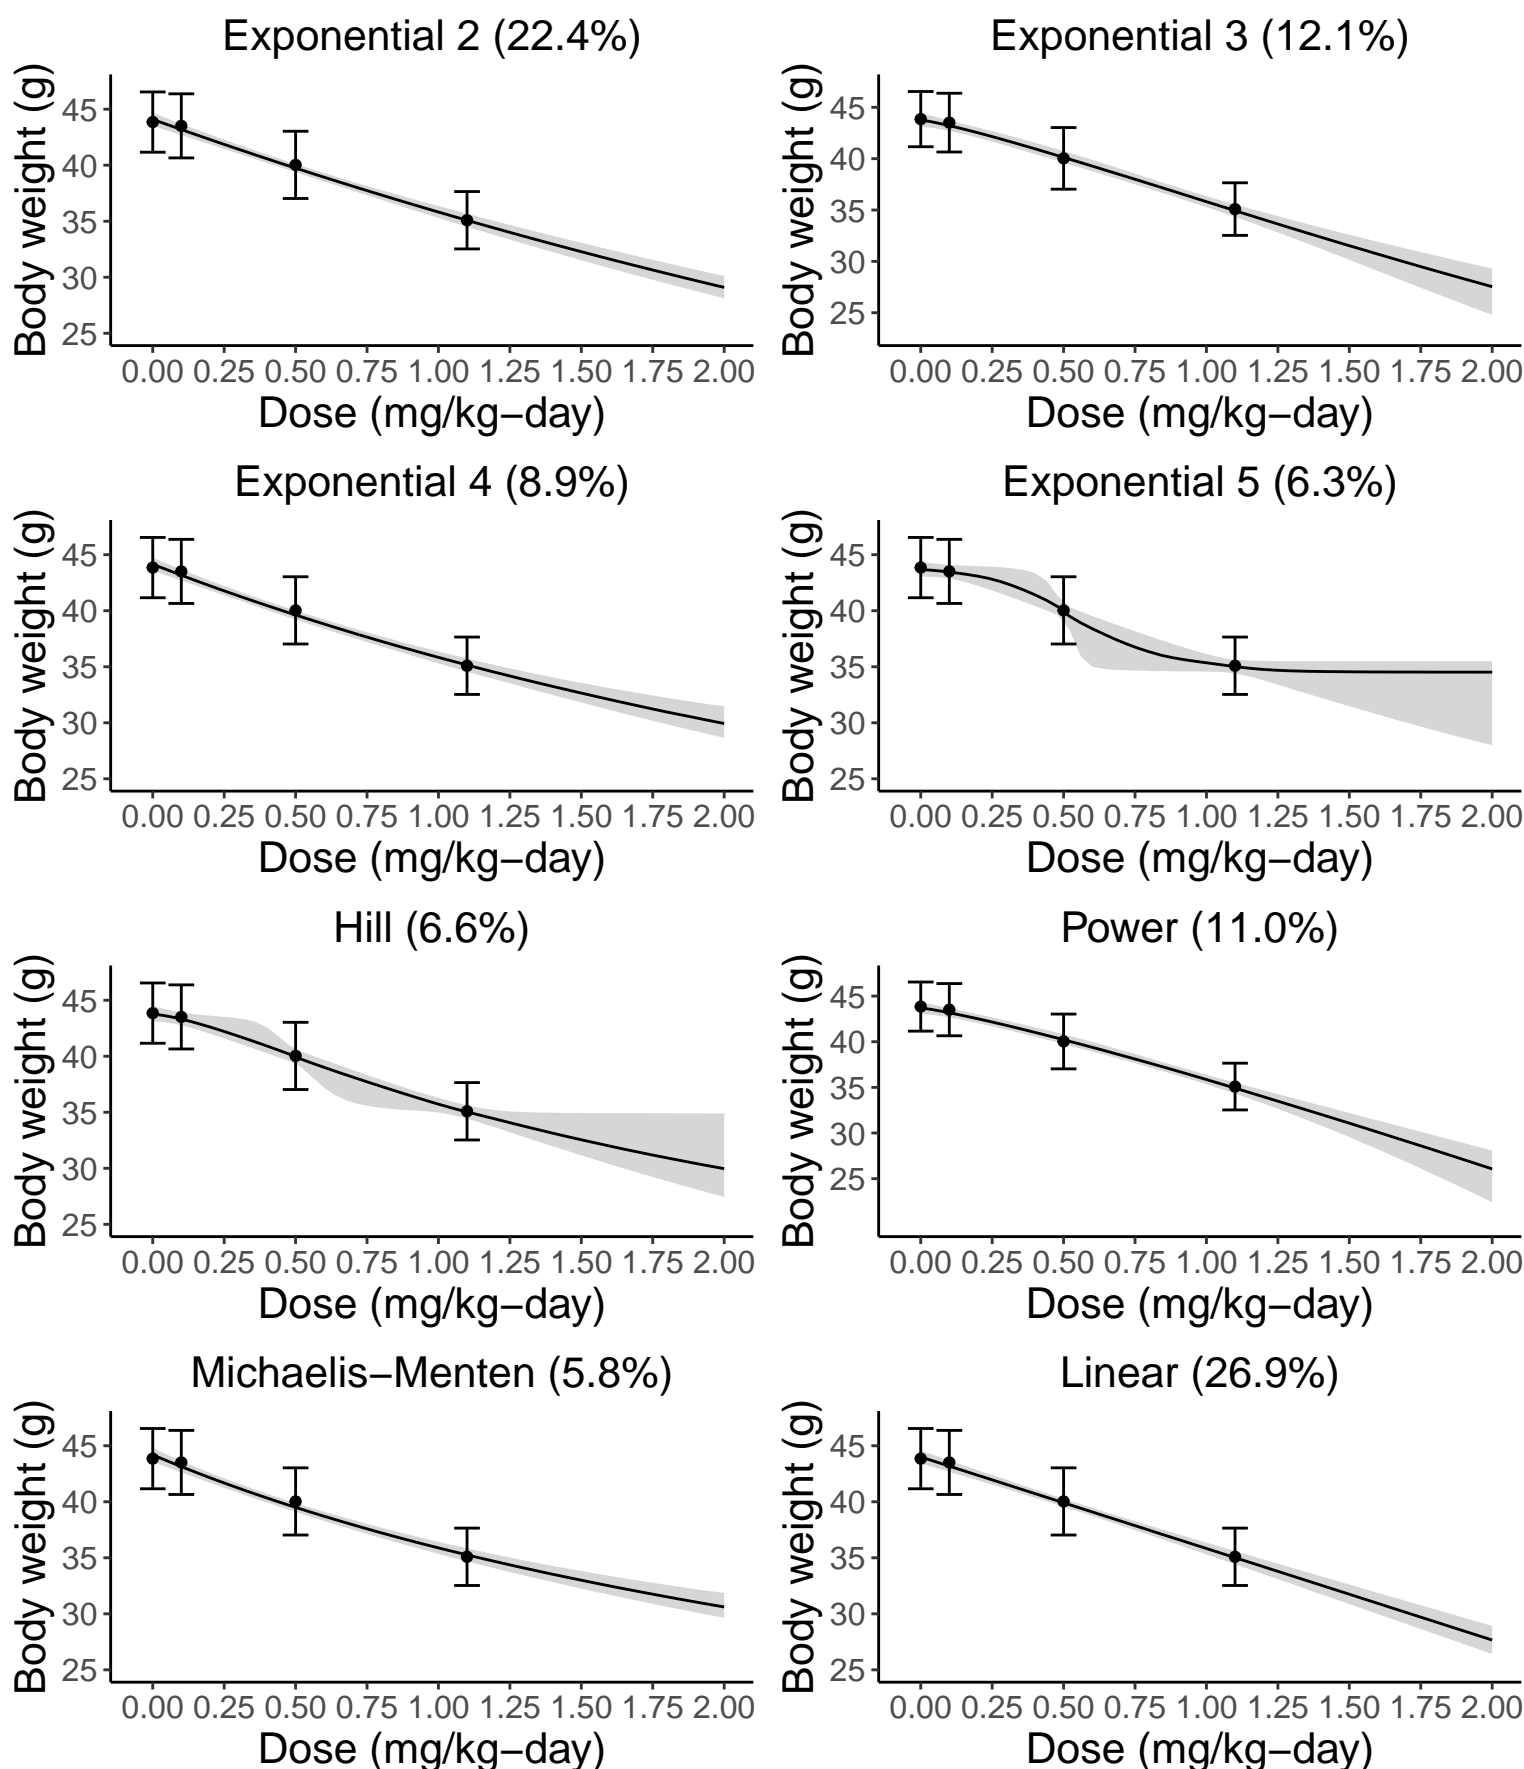 Exponential 2 (22.4%)
Body weight (g)
45
40
35
30
25
0.00 0.25 0.50 0.75 1.00 1.25 1.50 1.75 2.00
Dose (mg/kg−day)
Exponential 3 (12.1%)
Body weight (g)
45
40
35
30
25
0.00 0.25 0.50 0.75 1.00 1.25 1.50 1.75 2.00
Dose (mg/kg−day)
Exponential 4 (8.9%)
Body weight (g)
45
40
35
30
25
0.00 0.25 0.50 0.75 1.00 1.25 1.50 1.75 2.00
Dose (mg/kg−day)
Exponential 5 (6.3%)
Body weight (g)
45
40
35
30
25
0.00 0.25 0.50 0.75 1.00 1.25 1.50 1.75 2.00
Dose (mg/kg−day)
Hill (6.6%)
Body weight (g)
45
40
35
30
25
0.00 0.25 0.50 0.75 1.00 1.25 1.50 1.75 2.00
Dose (mg/kg−day)
Power (11.0%)
Body weight (g)
45
40
35
30
25
0.00 0.25 0.50 0.75 1.00 1.25 1.50 1.75 2.00
Dose (mg/kg−day)
Michaelis−Menten (5.8%)
Body weight (g)
45
40
35
30
25
0.00 0.25 0.50 0.75 1.00 1.25 1.50 1.75 2.00
Dose (mg/kg−day)
Linear (26.9%)
Body weight (g)
45
40
35
30
25
0.00 0.25 0.50 0.75 1.00 1.25 1.50 1.75 2.00
Dose (mg/kg−day)